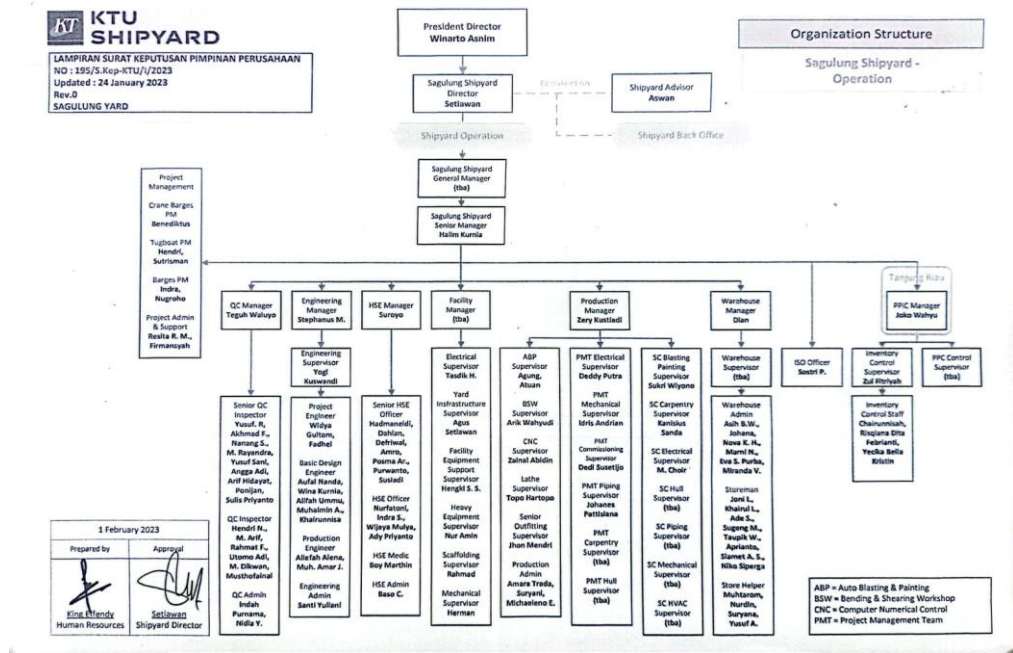 KT
KTU
SHIPYARD
LAMPIRAN SURAT KEPUTUSAN PIMPINAN PERUSAHAAN
NO : 195/S.Kep-KTU/I/2023
Updated : 24 January 2023
Rev.0
SAGULUNG YARD
President Director
Winarto Asnim
Organization Structure
Sagulung Shipyard -
Operation
Sagulung Shipyard
Director
Setiawan
Shipyard Advisor
Aswan
Shipyard Operation
Shipyard Back Office
Sagulung Shipyard
General Manager
(tba)
Sagulung Shipyard
Senior Manager
Halim Kurnia
Project
Management
Crane Barges
PM
Benediktus
Tugboat PM
Hendri,
Sutrisman
Barges PM
Indra,
Nugroho
Project Admin
& Support
Resita R. M.,
Firmansyah
QC Manager
Teguh Waluyo
Engineering
Manager
Stephanus M.
HSE Manager
Suroyo
Facility
Manager
(tba)
Production
Manager
Zery Kustiadi
Warehouse
Manager
Dian
Tanjung Riau
PPIC Manager
Joko Wahyu
Engineering
Supervisor
Yogi
Kuswandi
Warehouse
Supervisor
(tba)
ISO Officer
Sostri P.
Inventory
Control
Supervisor
Zul Fitriyah
PPC Control
Supervisor
(tba)
Senior QC
Inspector
Yusuf. R,
Akhmad F.,
Nanang S.,
M. Rayendra,
Yusuf Sani,
Angga Adi,
Arif Hidayat,
Ponijan,
Sulis Priyanto
QC Inspector
Hendri N.,
M. Arif,
Rahmat F.,
Utomo Adi,
M. Dikwan,
Musthofainal
QC Admin
Indah
Purnama,
Nidia Y.
Project
Engineer
Widya
Gultom,
Fadhel
Basic Design
Engineer
Aufal Nanda,
Wina Kurnia,
Alifah Ummu,
Muhaimin A.,
Khairunnisa
Production
Engineer
Aliefah Alena,
Muh. Amar J.
Engineering
Admin
Santi Yuliani
Senior HSE
Officer
Hadmaneldi,
Dahlan,
Defriwal,
Amro,
Posma Ar.,
Purwanto,
Susiadi
HSE Officer
Nurfatoni,
Indra S.,
Wijaya Mulya,
Ady Priyanto
HSE Medic
Boy Marthin
HSE Admin
Baso C.
Electrical
Supervisor
Tasdik H.
Yard
Insfrastructure
Supervisor
Agus
Setiawan
Facility
Equipment
Support
Supervisor
Hengki S. S.
Heavy
Equipment
Supervisor
Nur Amin
Scaffolding
Supervisor
Rahmad
Mechanical
Supervisor
Herman
ABP
Supervisor
Agung,
Atuan
BSW
Supervisor
Arik Wahyudi
CNC
Supervisor
Zainal Abidin
Lathe
Supervisor
Topo Hartopo
Senior
Outfitting
Supervisor
Jhon Mendri
Production
Admin
Amara Treda,
Suryani,
Michaeleno E.
PMT Electrical
Supervisor
Deddy Putra
PMT
Mechanical
Supervisor
Idris Andrian
PMT
Commissioning
Supervisor
Dedi Susetijo
PMT Piping
Supervisor
Johanes
Pattisiana
PMT
Carpentry
Supervisor
(tba)
PMT Hull
Supervisor
(tba)
SC Blasting
Painting
Supervisor
Sukri Wiyono
SC Carpentry
Supervisor
Kanisius
Sanda
SC Electrical
Supervisor
M. Choir
SC Hull
Supervisor
(tba)
SC Piping
Supervisor
(tba)
SC Mechanical
Supervisor
(tba)
SC HVAC
Supervisor
(tba)
Warehouse
Admin
Asih B.W.,
Johana,
Nova K. H.,
Marni N.,
Eva S. Purba,
Miranda V.
Storeman
Joni L,
Khairul L,
Ade S.,
Sugeng M.,
Taupik W.,
Aprianto,
Slamet A. S.,
Niko Siperga
Store Helper
Muhtarom,
Nurdin,
Suryana,
Yusuf A.
Inventory
Control Staff
Chairunnisah,
Risqiana Dita
Febrianti,
Yecika Bella
Kristin
1 February 2023
Prepared by
Approval
King Effendy
Human Resources
Setiawan
Shipyard Director
ABP = Auto Blasting & Painting
BSW = Bending & Shearing Workshop
CNC = Computer Numerical Control
PMT = Project Management Team